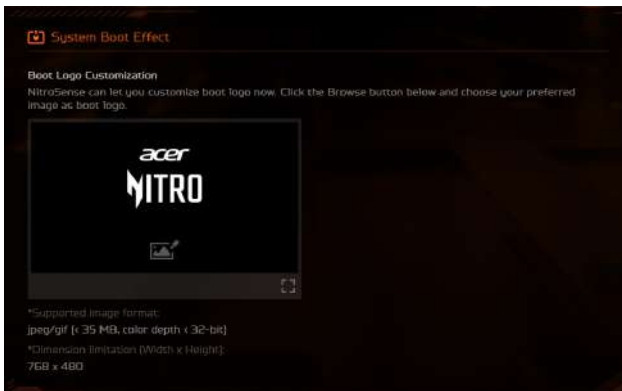 System Boot Effect
Boot Logo Customization
NitroSense can let you customize boot logo now. Click the Browse button below and choose your preferred
image as boot logo.
acer
NITRO
*Supported image format:
jpeg/gif (< 35 MB, color depth < 32-bit)
*Dimension limitation (Width x Height):
768 x 480